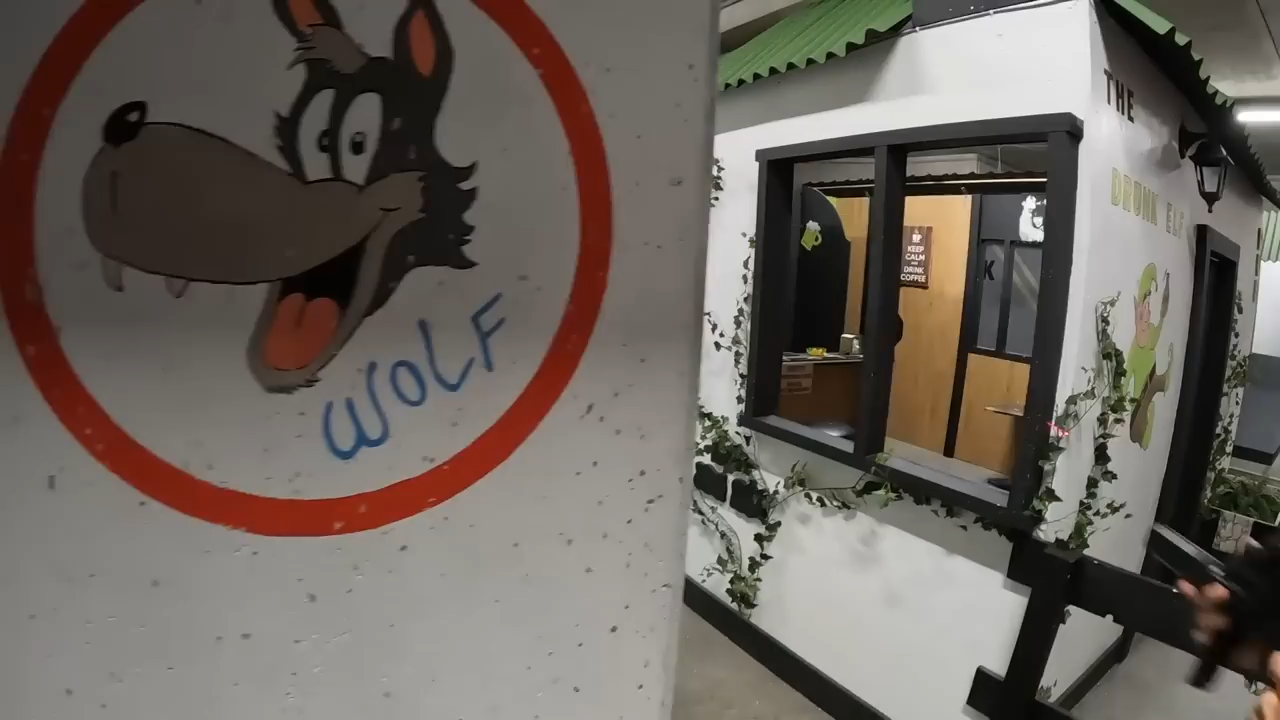 WOLF
THE
DRUNK ELF
KEEP
CALM
AND
DRINK
COFFEE
K